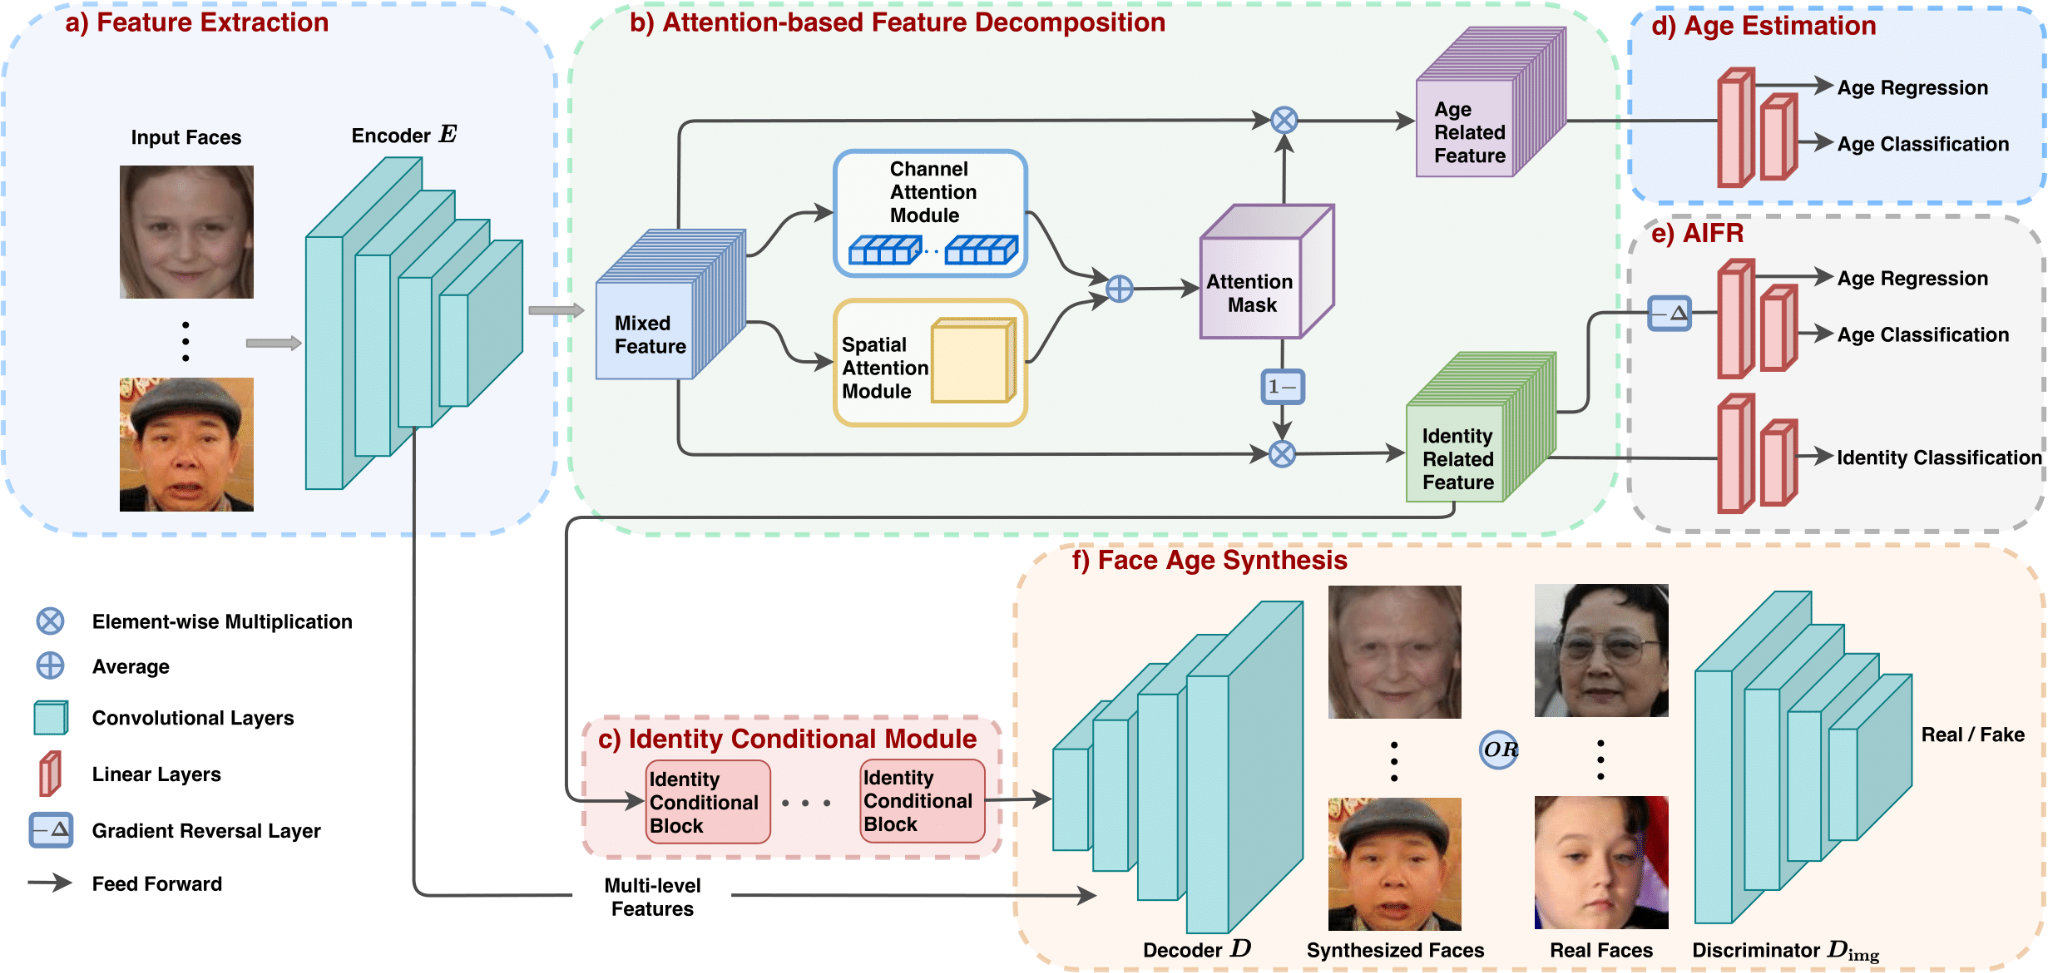 a) Feature Extraction
Input Faces
Encoder E
b) Attention-based Feature Decomposition
Mixed
Feature
Channel
Attention
Module
Spatial
Attention
Module
Attention
Mask
1−
Age
Related
Feature
Identity
Related
Feature
d) Age Estimation
Age Regression
Age Classification
e) AIFR
−Δ
Age Regression
Age Classification
Identity Classification
Element-wise Multiplication
Average
Convolutional Layers
Linear Layers
−Δ
Gradient Reversal Layer
Feed Forward
c) Identity Conditional Module
Identity
Conditional
Block
Identity
Conditional
Block
Multi-level
Features
f) Face Age Synthesis
OR
Real / Fake
Decoder D
Synthesized Faces
Real Faces
Discriminator D_img